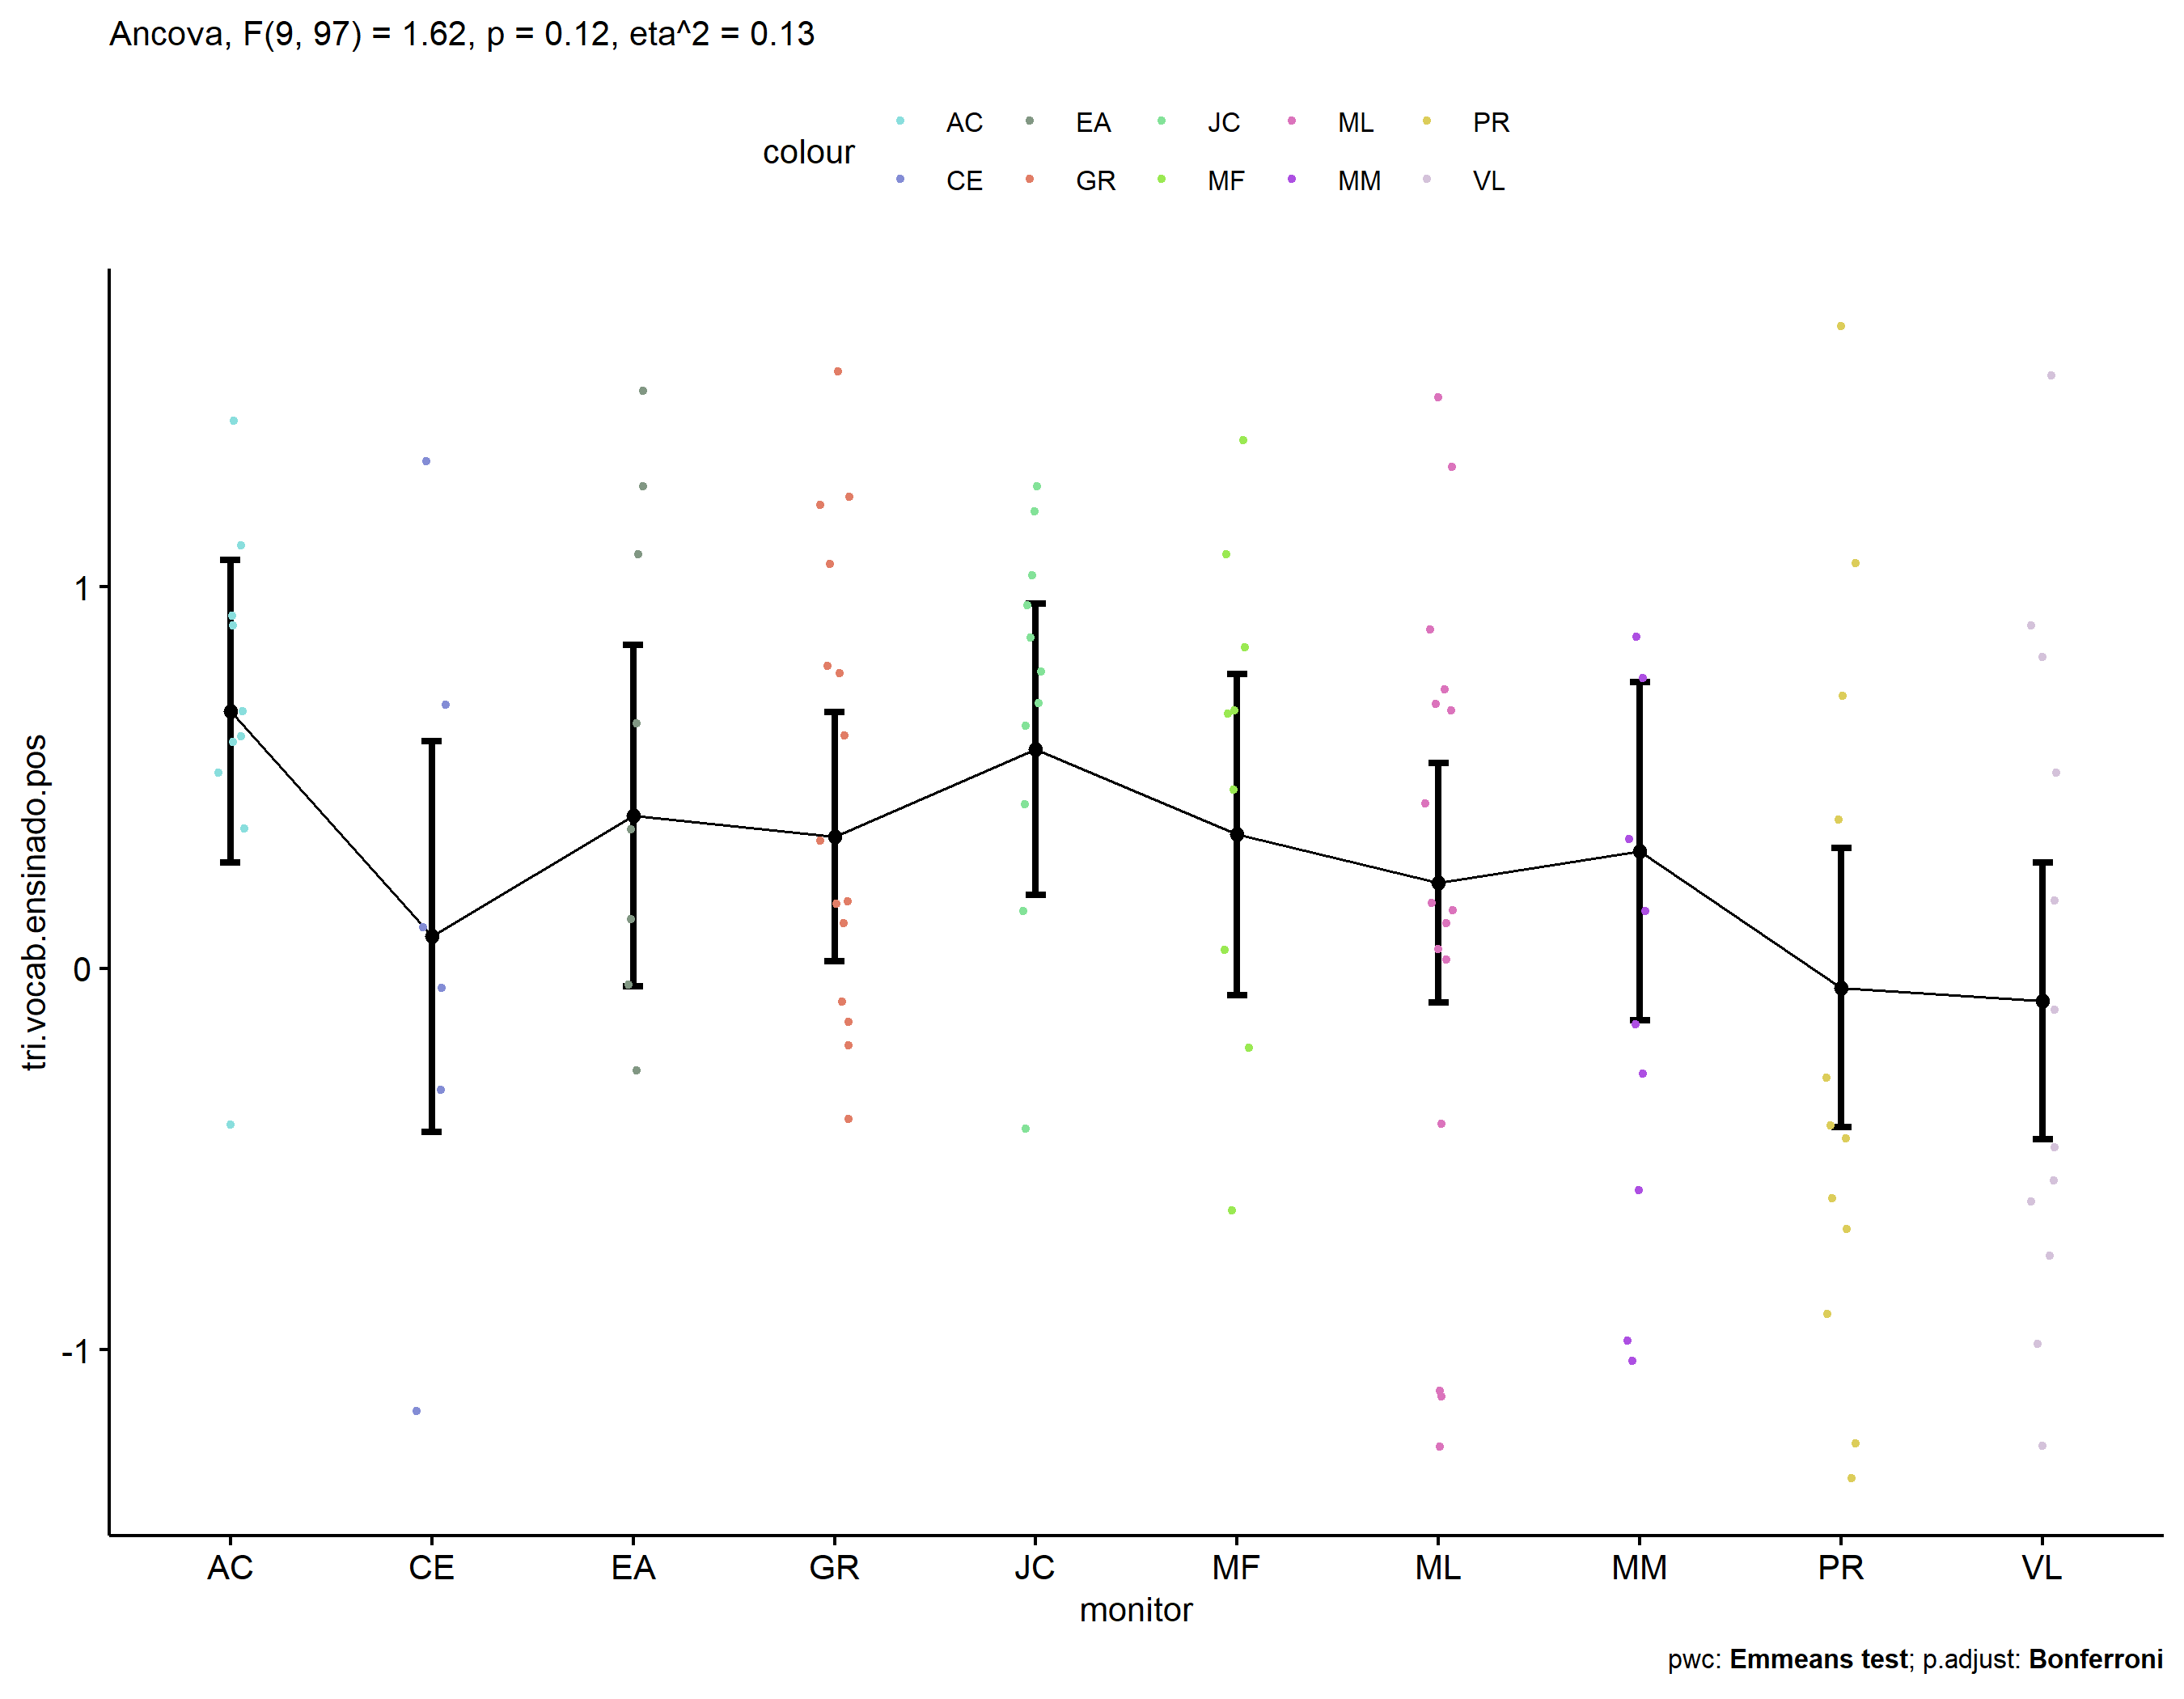 Ancova, F(9, 97) = 1.62, p = 0.12, eta^2 = 0.13
colour
AC EA JC ML PR
CE GR MF MM VL
tri.vocab.ensinado.pos
1
0
-1
AC CE EA GR JC MF ML MM PR VL
monitor
pwc: Emmeans test; p.adjust: Bonferroni